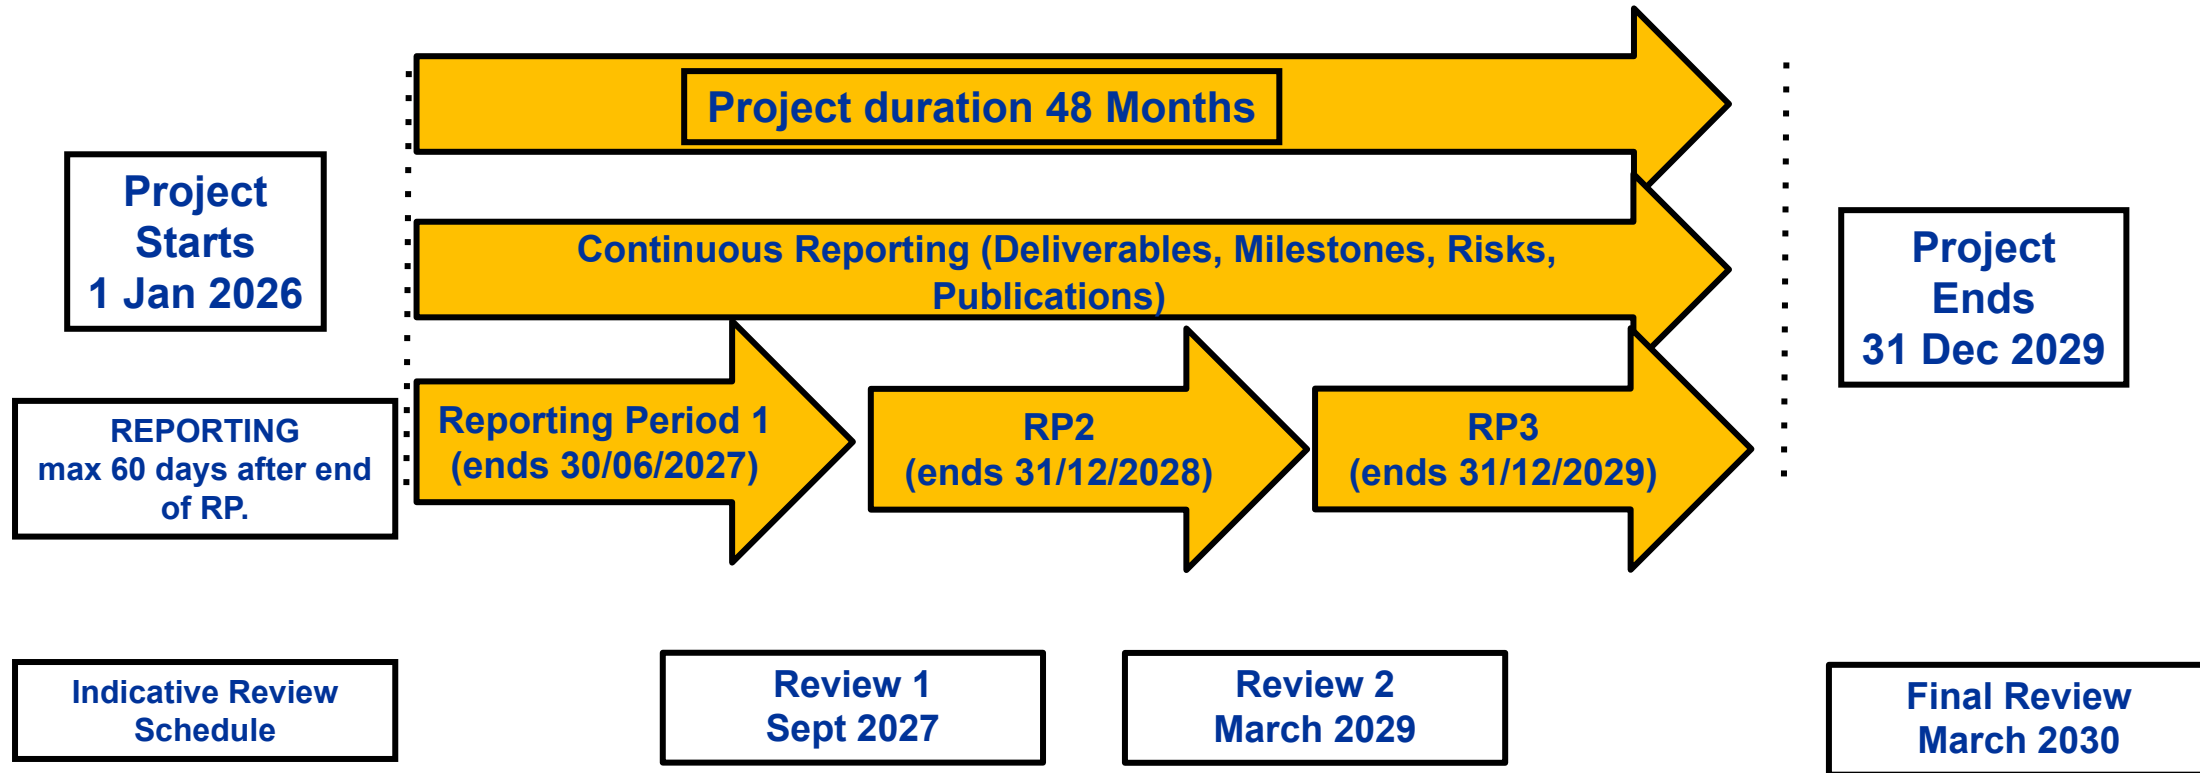 Project duration 48 Months
Project
Starts
1 Jan 2026
Continuous Reporting (Deliverables, Milestones, Risks,
Publications)
Project
Ends
31 Dec 2029
REPORTING
max 60 days after end
of RP.
Reporting Period 1
(ends 30/06/2027)
RP2
(ends 31/12/2028)
RP3
(ends 31/12/2029)
Indicative Review
Schedule
Review 1
Sept 2027
Review 2
March 2029
Final Review
March 2030